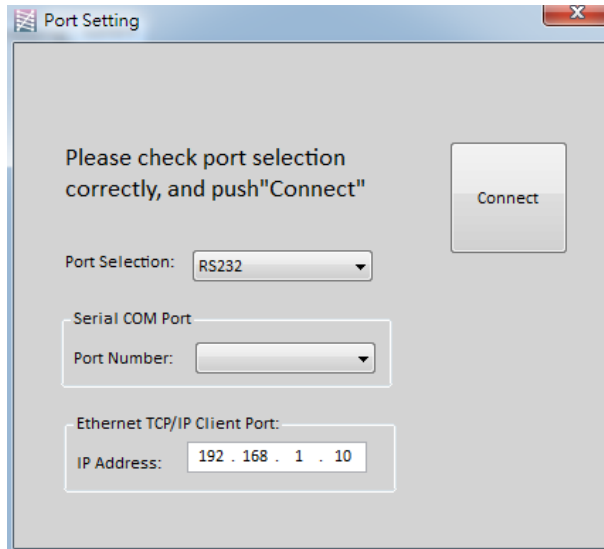 Port Setting
Please check port selection
correctly, and push"Connect"
Connect
Port Selection:
RS232
Serial COM Port
Port Number:
Ethernet TCP/IP Client Port:
IP Address:
192 . 168 . 1 . 10